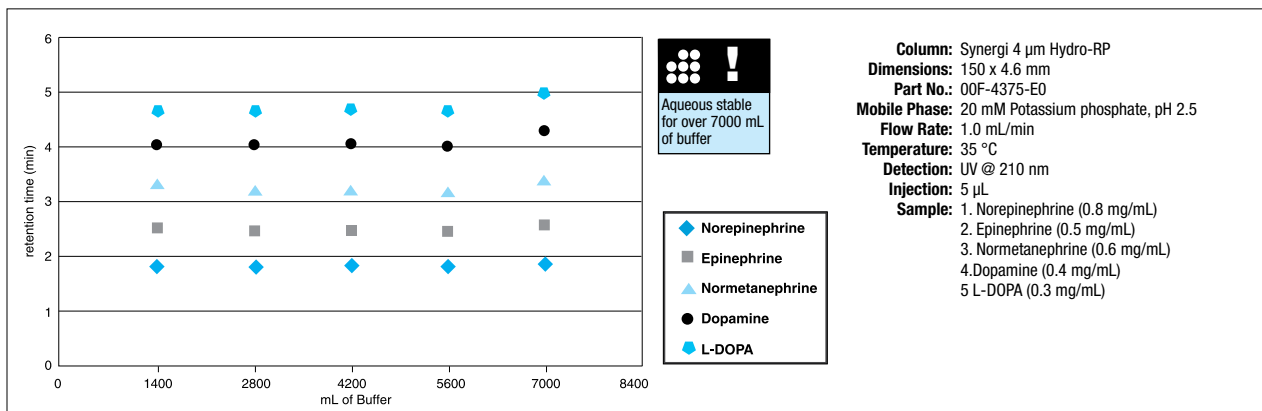 6
5
4
3
2
1
0
retention time (min)
0 1400 2800 4200 5600 7000 8400
mL of Buffer
!
Aqueous stable
for over 7000 mL
of buffer
Norepinephrine
Epinephrine
Normetanephrine
Dopamine
L-DOPA
Column: Synergi 4 µm Hydro-RP
Dimensions: 150 x 4.6 mm
Part No.: 00F-4375-E0
Mobile Phase: 20 mM Potassium phosphate, pH 2.5
Flow Rate: 1.0 mL/min
Temperature: 35 °C
Detection: UV @ 210 nm
Injection: 5 µL
Sample: 1. Norepinephrine (0.8 mg/mL)
2. Epinephrine (0.5 mg/mL)
3. Normetanephrine (0.6 mg/mL)
4.Dopamine (0.4 mg/mL)
5 L-DOPA (0.3 mg/mL)